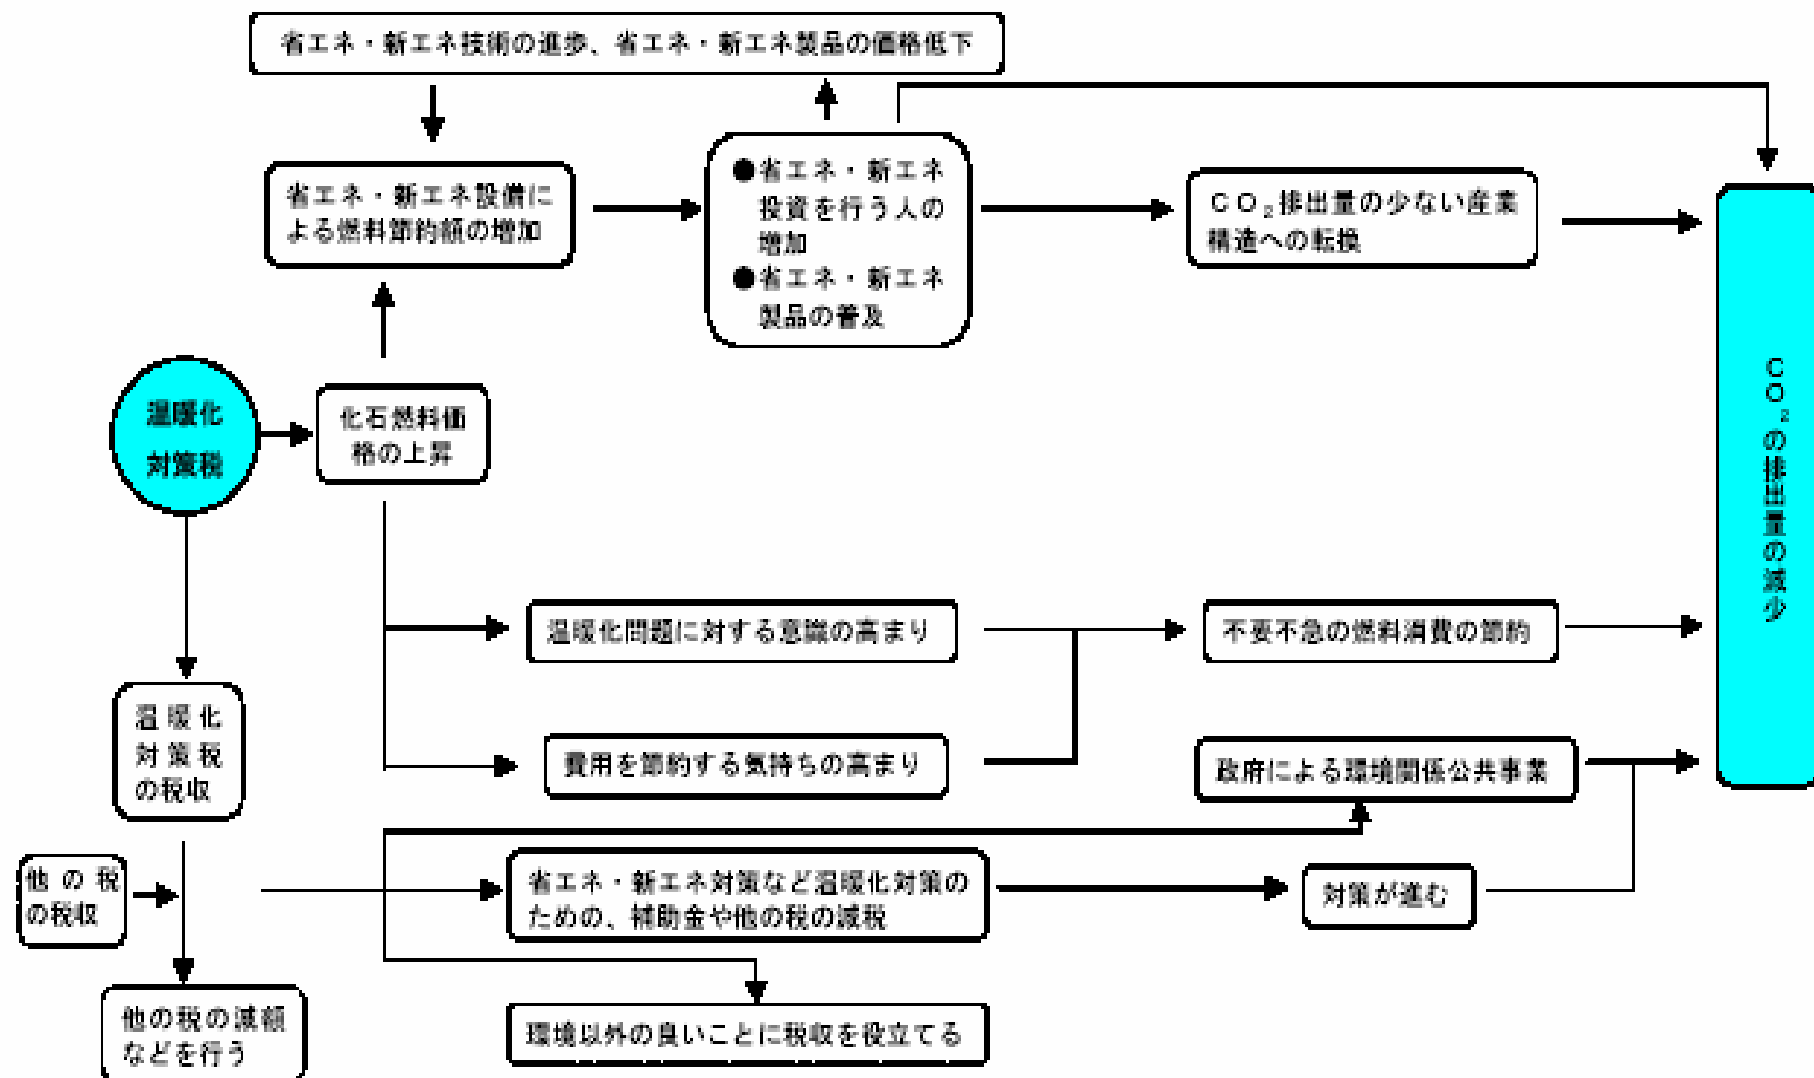 省エネ・新エネ技術の進歩、省エネ・新エネ製品の価格低下
省エネ・新エネ設備に
よる燃料節約額の増加
●省エネ・新エネ
投資を行う人の
増加
●省エネ・新エネ
製品の普及
CO₂排出量の少ない産業
構造への転換
温暖化
対策税
化石燃料価
格の上昇
CO₂の排出量の減少
温暖化問題に対する意識の高まり
不要不急の燃料消費の節約
温暖化
対策税
の税収
費用を節約する気持ちの高まり
政府による環境関係公共事業
他の税
の税収
省エネ・新エネ対策など温暖化対策の
ための、補助金や他の税の減税
対策が進む
他の税の減額
などを行う
環境以外の良いことに税収を役立てる